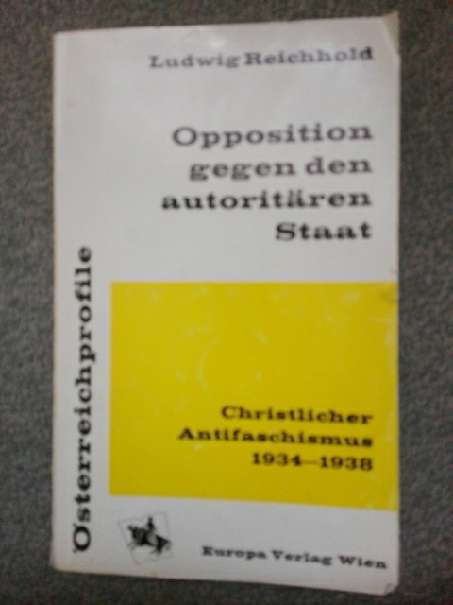 Ludwig Reichhold
Opposition
gegen den
autoritären
Staat
Österreichprofile
Christlicher
Antifaschismus
1934—1938
Europa Verlag Wien